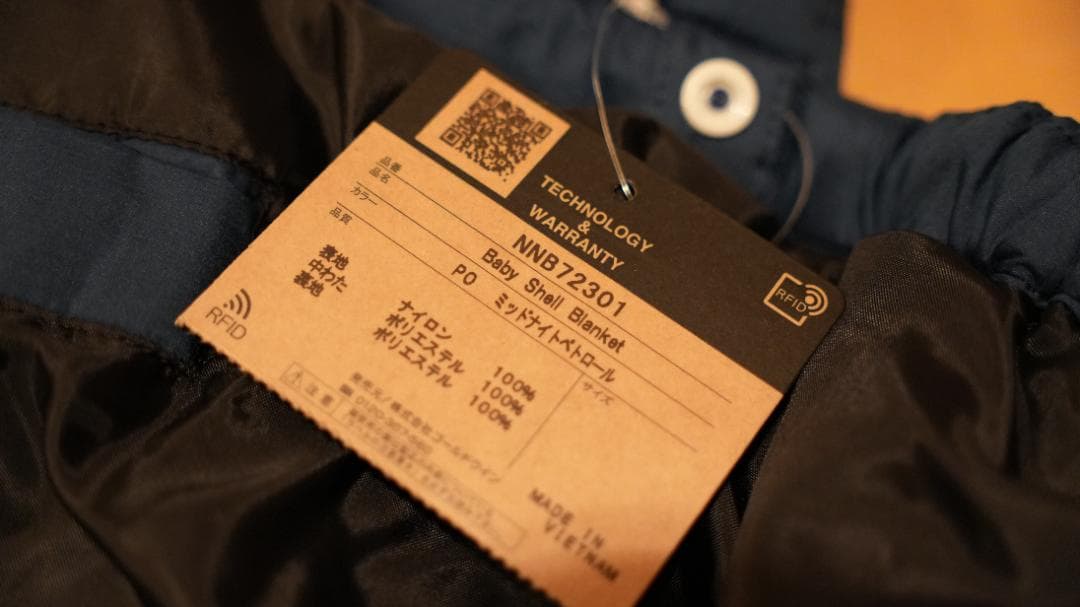 TECHNOLOGY
&
WARRANTY
RFID
品番
NNB72301
品名
Baby Shell Blanket
カラー
PO ミッドナイトペトロール
品質
サイズ
表地 ナイロン 100%
中わた ポリエステル 100%
裏地 ポリエステル 100%
RFID
注意
発売元/株式会社ゴールドウイン
MADE IN
VIETNAM